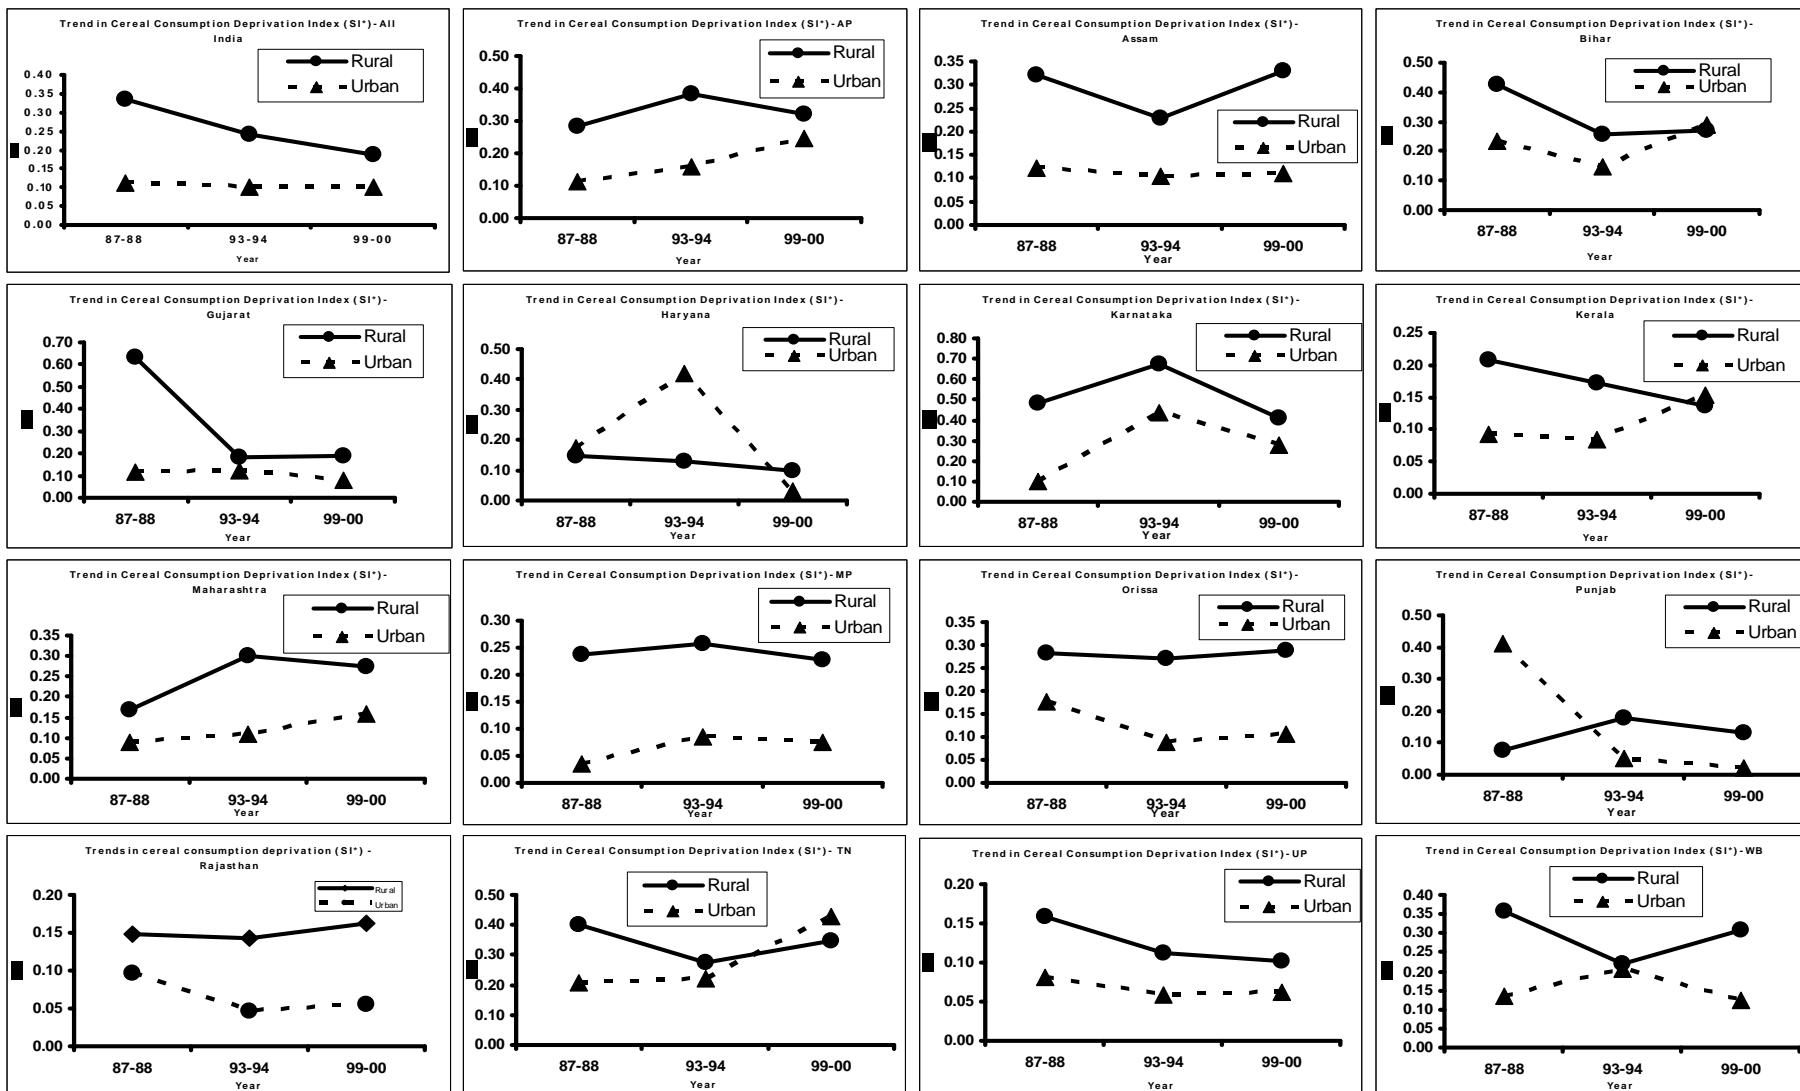 Trend in Cereal Consumption Deprivation Index (SI*)- All
India
Rural
Urban
0.40
0.35
0.30
0.25
0.20
0.15
0.10
0.05
0.00
87-88
93-94
99-00
Year
Trend in Cereal Consumption Deprivation Index (SI*)- AP
Rural
Urban
0.50
0.40
0.30
0.20
0.10
0.00
87-88
93-94
99-00
Year
Trend in Cereal Consumption Deprivation Index (SI*)-
Assam
Rural
Urban
0.35
0.30
0.25
0.20
0.15
0.10
0.05
0.00
87-88
93-94
99-00
Year
Trend in Cereal Consumption Deprivation Index (SI*)-
Bihar
Rural
Urban
0.50
0.40
0.30
0.20
0.10
0.00
87-88
93-94
99-00
Year
Trend in Cereal Consumption Deprivation Index (SI*)-
Gujarat
Rural
Urban
0.70
0.60
0.50
0.40
0.30
0.20
0.10
0.00
87-88
93-94
99-00
Year
Trend in Cereal Consumption Deprivation Index (SI*)-
Haryana
Rural
Urban
0.50
0.40
0.30
0.20
0.10
0.00
87-88
93-94
99-00
Year
Trend in Cereal Consumption Deprivation Index (SI*)-
Karnataka
Rural
Urban
0.80
0.70
0.60
0.50
0.40
0.30
0.20
0.10
0.00
87-88
93-94
99-00
Year
Trend in Cereal Consumption Deprivation Index (SI*)-
Kerala
Rural
Urban
0.25
0.20
0.15
0.10
0.05
0.00
87-88
93-94
99-00
Year
Trend in Cereal Consumption Deprivation Index (SI*)-
Maharashtra
Rural
Urban
0.35
0.30
0.25
0.20
0.15
0.10
0.05
0.00
87-88
93-94
99-00
Year
Trend in Cereal Consumption Deprivation Index (SI*)-MP
Rural
Urban
0.30
0.25
0.20
0.15
0.10
0.05
0.00
87-88
93-94
99-00
Year
Trend in Cereal Consumption Deprivation Index (SI*)-
Orissa
Rural
Urban
0.35
0.30
0.25
0.20
0.15
0.10
0.05
0.00
87-88
93-94
99-00
Year
Trend in Cereal Consumption Deprivation Index (SI*)-
Punjab
Rural
Urban
0.50
0.40
0.30
0.20
0.10
0.00
87-88
93-94
99-00
Year
Trends in cereal consumption deprivation (SI*) -
Rajasthan
Rural
Urban
0.20
0.15
0.10
0.05
0.00
87-88
93-94
99-00
Year
Trend in Cereal Consumption Deprivation Index (SI*)- TN
Rural
Urban
0.50
0.40
0.30
0.20
0.10
0.00
87-88
93-94
99-00
Year
Trend in Cereal Consumption Deprivation Index (SI*)-UP
Rural
Urban
0.20
0.15
0.10
0.05
0.00
87-88
93-94
99-00
Year
Trend in Cereal Consumption Deprivation Index (SI*)-WB
Rural
Urban
0.40
0.35
0.30
0.25
0.20
0.15
0.10
0.05
0.00
87-88
93-94
99-00
Year